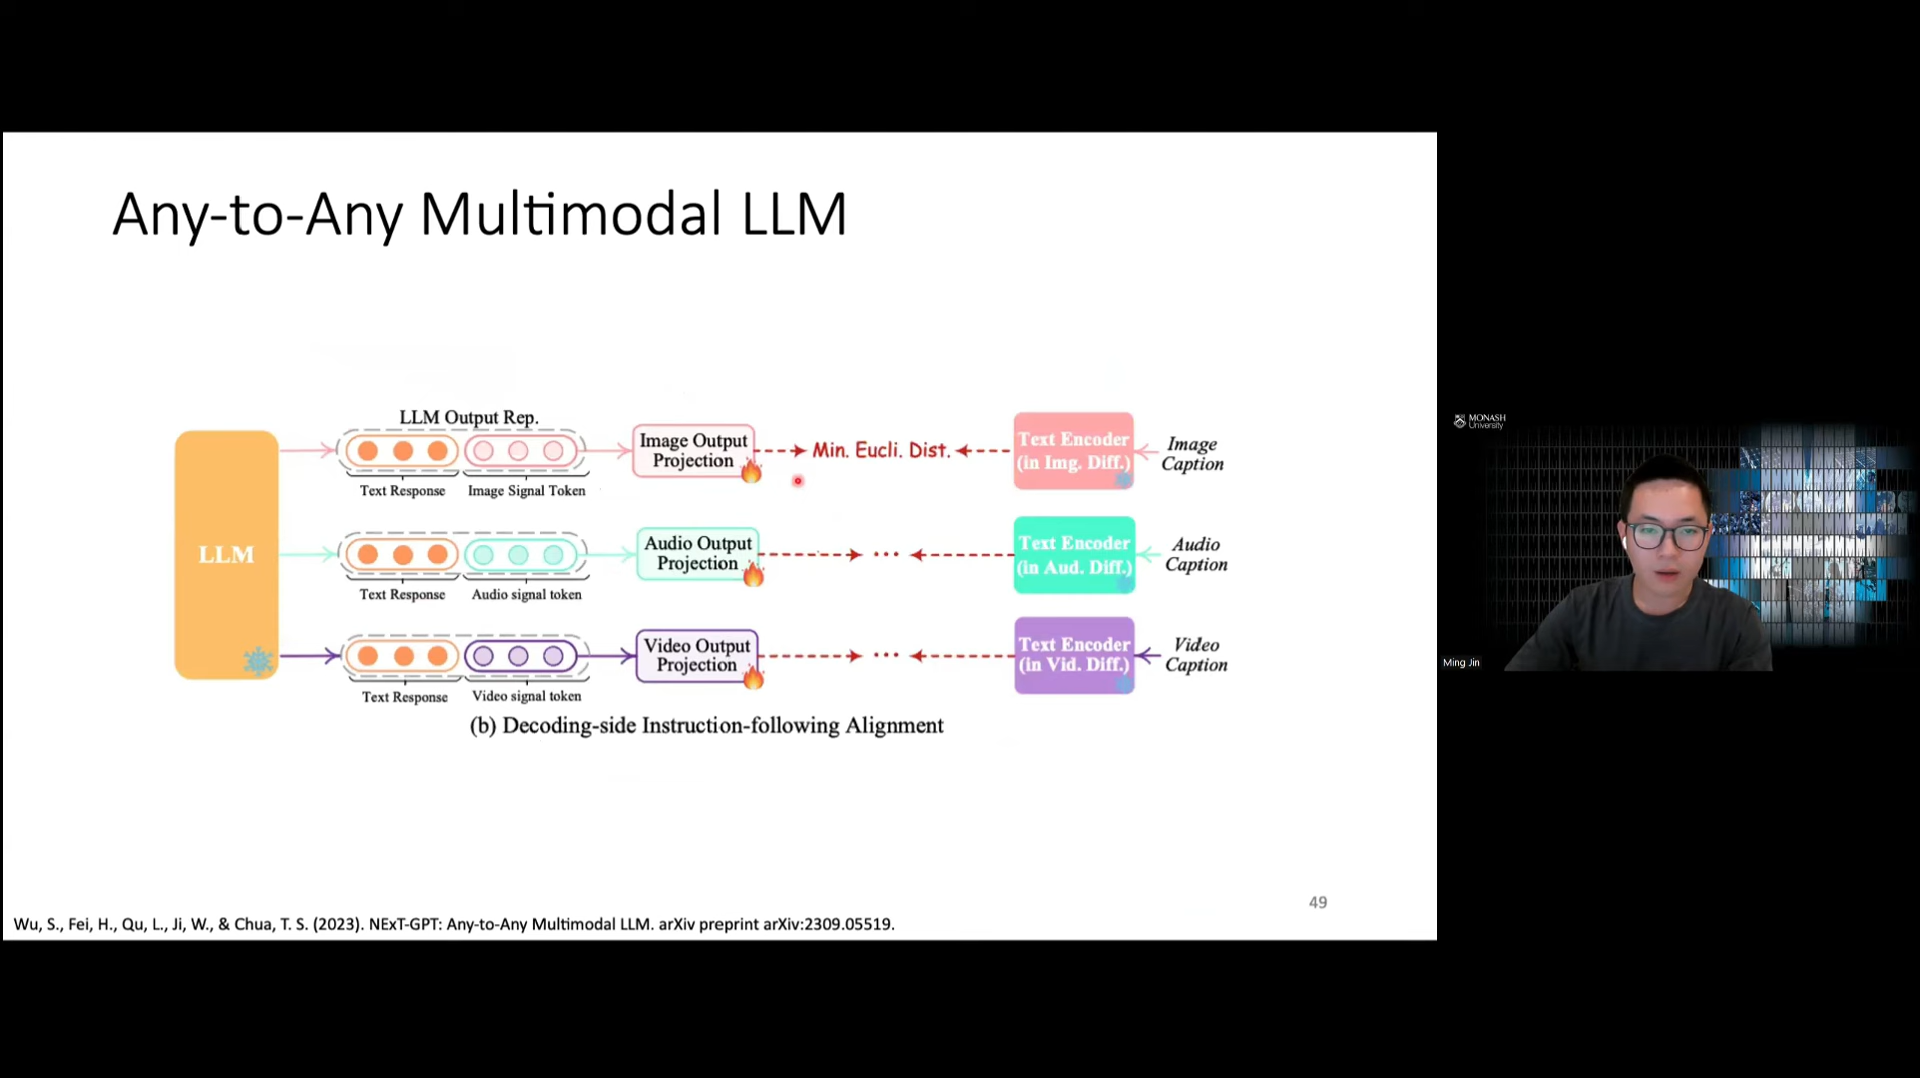 Any-to-Any Multimodal LLM
LLM Output Rep.
LLM
Text Response
Image Signal Token
Image Output
Projection
Min. Eucli. Dist.
Text Encoder
(in Img. Diff.)
Image
Caption
Text Response
Audio signal token
Audio Output
Projection
...
Text Encoder
(in Aud. Diff.)
Audio
Caption
Text Response
Video signal token
Video Output
Projection
...
Text Encoder
(in Vid. Diff.)
Video
Caption
(b) Decoding-side Instruction-following Alignment
49
Wu, S., Fei, H., Qu, L., Ji, W., & Chua, T. S. (2023). NExT-GPT: Any-to-Any Multimodal LLM. arXiv preprint arXiv:2309.05519.
MONASH
University
Ming Jin